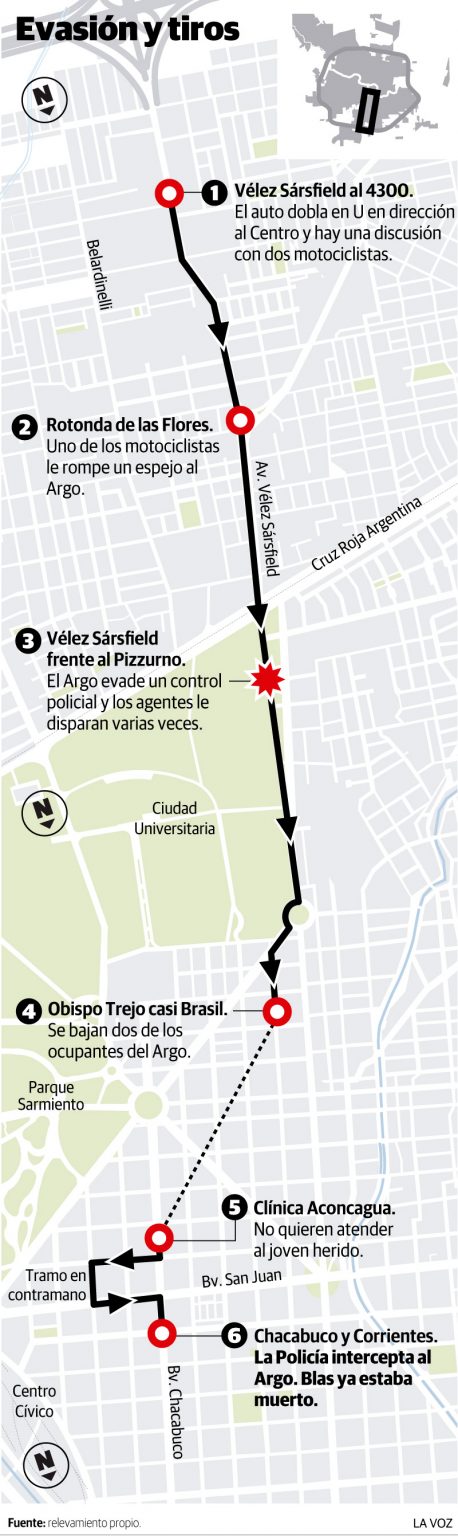 Evasión y tiros
N
1 Vélez Sársfield al 4300.
El auto dobla en U en dirección
al Centro y hay una discusión
con dos motociclistas.
Belardinelli
2 Rotonda de las Flores.
Uno de los motociclistas
le rompe un espejo al
Argo.
Av. Vélez Sársfield
Cruz Roja Argentina
3 Vélez Sársfield
frente al Pizzurno.
El Argo evade un control
policial y los agentes le
disparan varias veces.
N
Ciudad
Universitaria
4 Obispo Trejo casi Brasil.
Se bajan dos de los
ocupantes del Argo.
Parque
Sarmiento
5 Clínica Aconcagua.
No quieren atender
al joven herido.
Tramo en
contramano
Bv. San Juan
6 Chacabuco y Corrientes.
La Policía intercepta al
Argo. Blas ya estaba
muerto.
Bv. Chacabuco
Centro
Cívico
N
Fuente: relevamiento propio.
LA VOZ